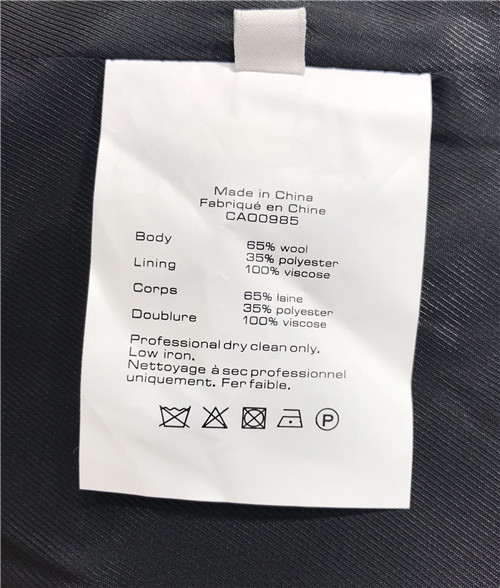 Made in China
Fabriqué en Chine
CA00985
Body 65% wool
35% polyester
Lining 100% viscose
Corps 65% laine
35% polyester
Doublure 100% viscose
Professional dry clean only.
Low iron.
Nettoyage à sec professionnel
uniquement. Fer faible.
P